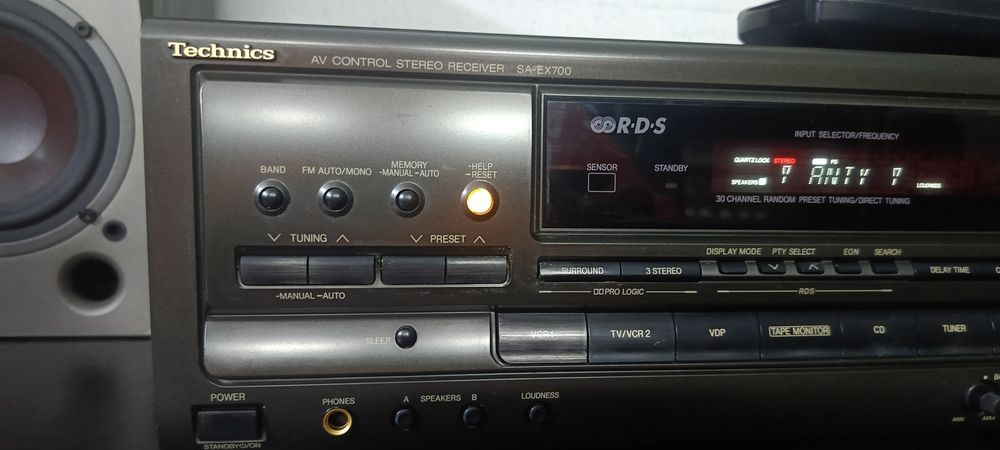 Technics
AV CONTROL STEREO RECEIVER SA-EX700
R·D·S
INPUT SELECTOR/FREQUENCY
SENSOR
STANDBY
QUARTZ LOCK STEREO PS
SPEAKERS
? ANTY ?
LOUDNESS
30 CHANNEL RANDOM PRESET TUNING/DIRECT TUNING
BAND
FM AUTO/MONO
MEMORY
-MANUAL -AUTO
-HELP
-RESET
TUNING
PRESET
-MANUAL -AUTO
DISPLAY MODE
PTY SELECT
EON
SEARCH
SURROUND
3 STEREO
DELAY TIME
PRO LOGIC
RDS
SLEEP
VCR 1
TV/VCR 2
VDP
TAPE MONITOR
CD
TUNER
POWER
STANDBY/ON
PHONES
A SPEAKERS B
LOUDNESS
MIN